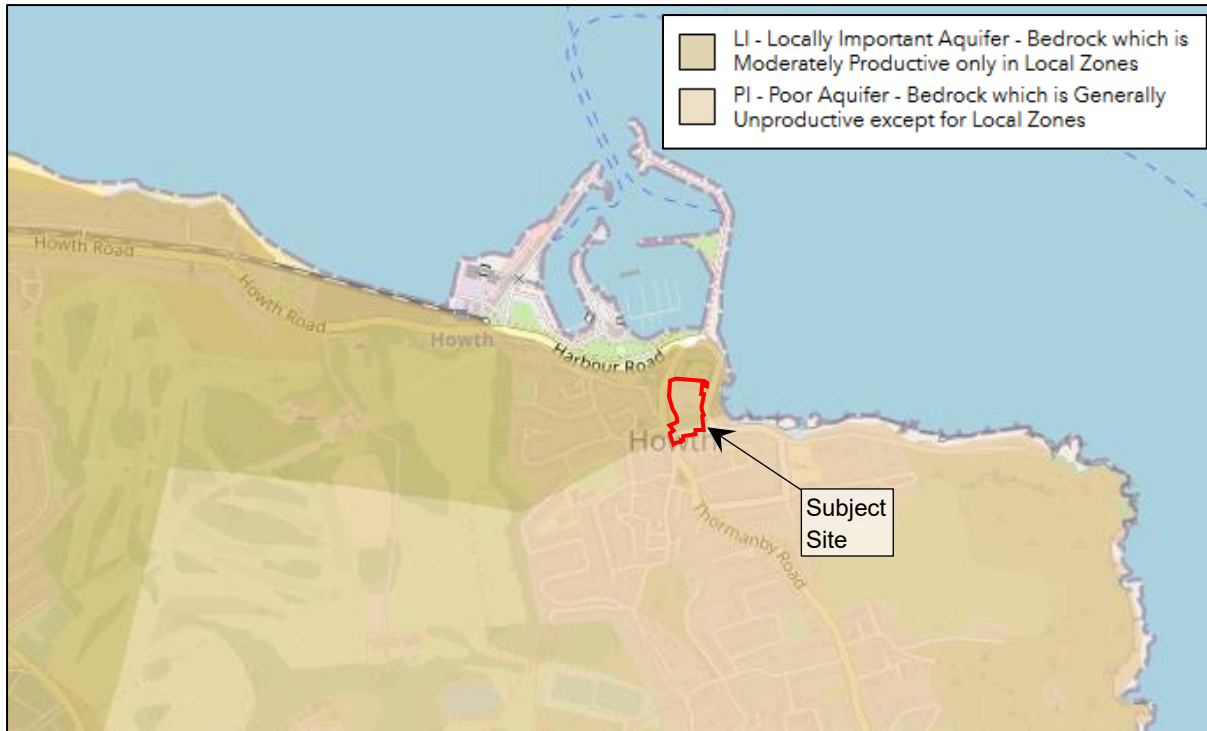 LI - Locally Important Aquifer - Bedrock which is
Moderately Productive only in Local Zones
PI - Poor Aquifer - Bedrock which is Generally
Unproductive except for Local Zones
Howth Road
Howth Road
Howth
Harbour Road
Howth
Subject
Site
Thormanby Road